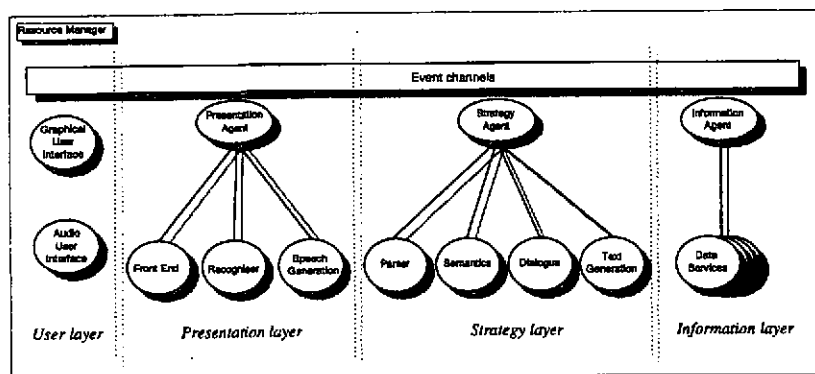 Resource Manager
Event channels
Graphical
User
Interface
Presentation
Agent
Strategy
Agent
Information
Agent
Audio
User
Interface
Front End
Recogniser
Speech
Generation
Parser
Semantics
Dialogue
Text
Generation
Data
Services
User layer
Presentation layer
Strategy layer
Information layer